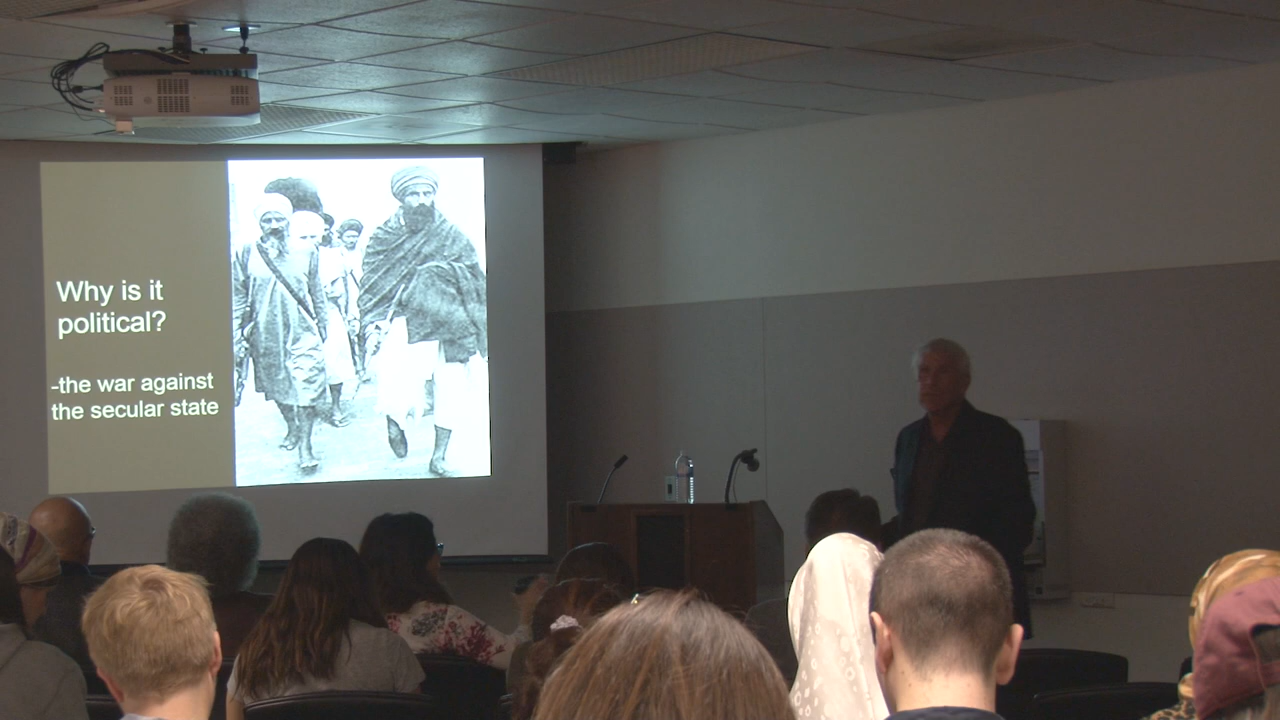 Why is it
political?
-the war against
the secular state